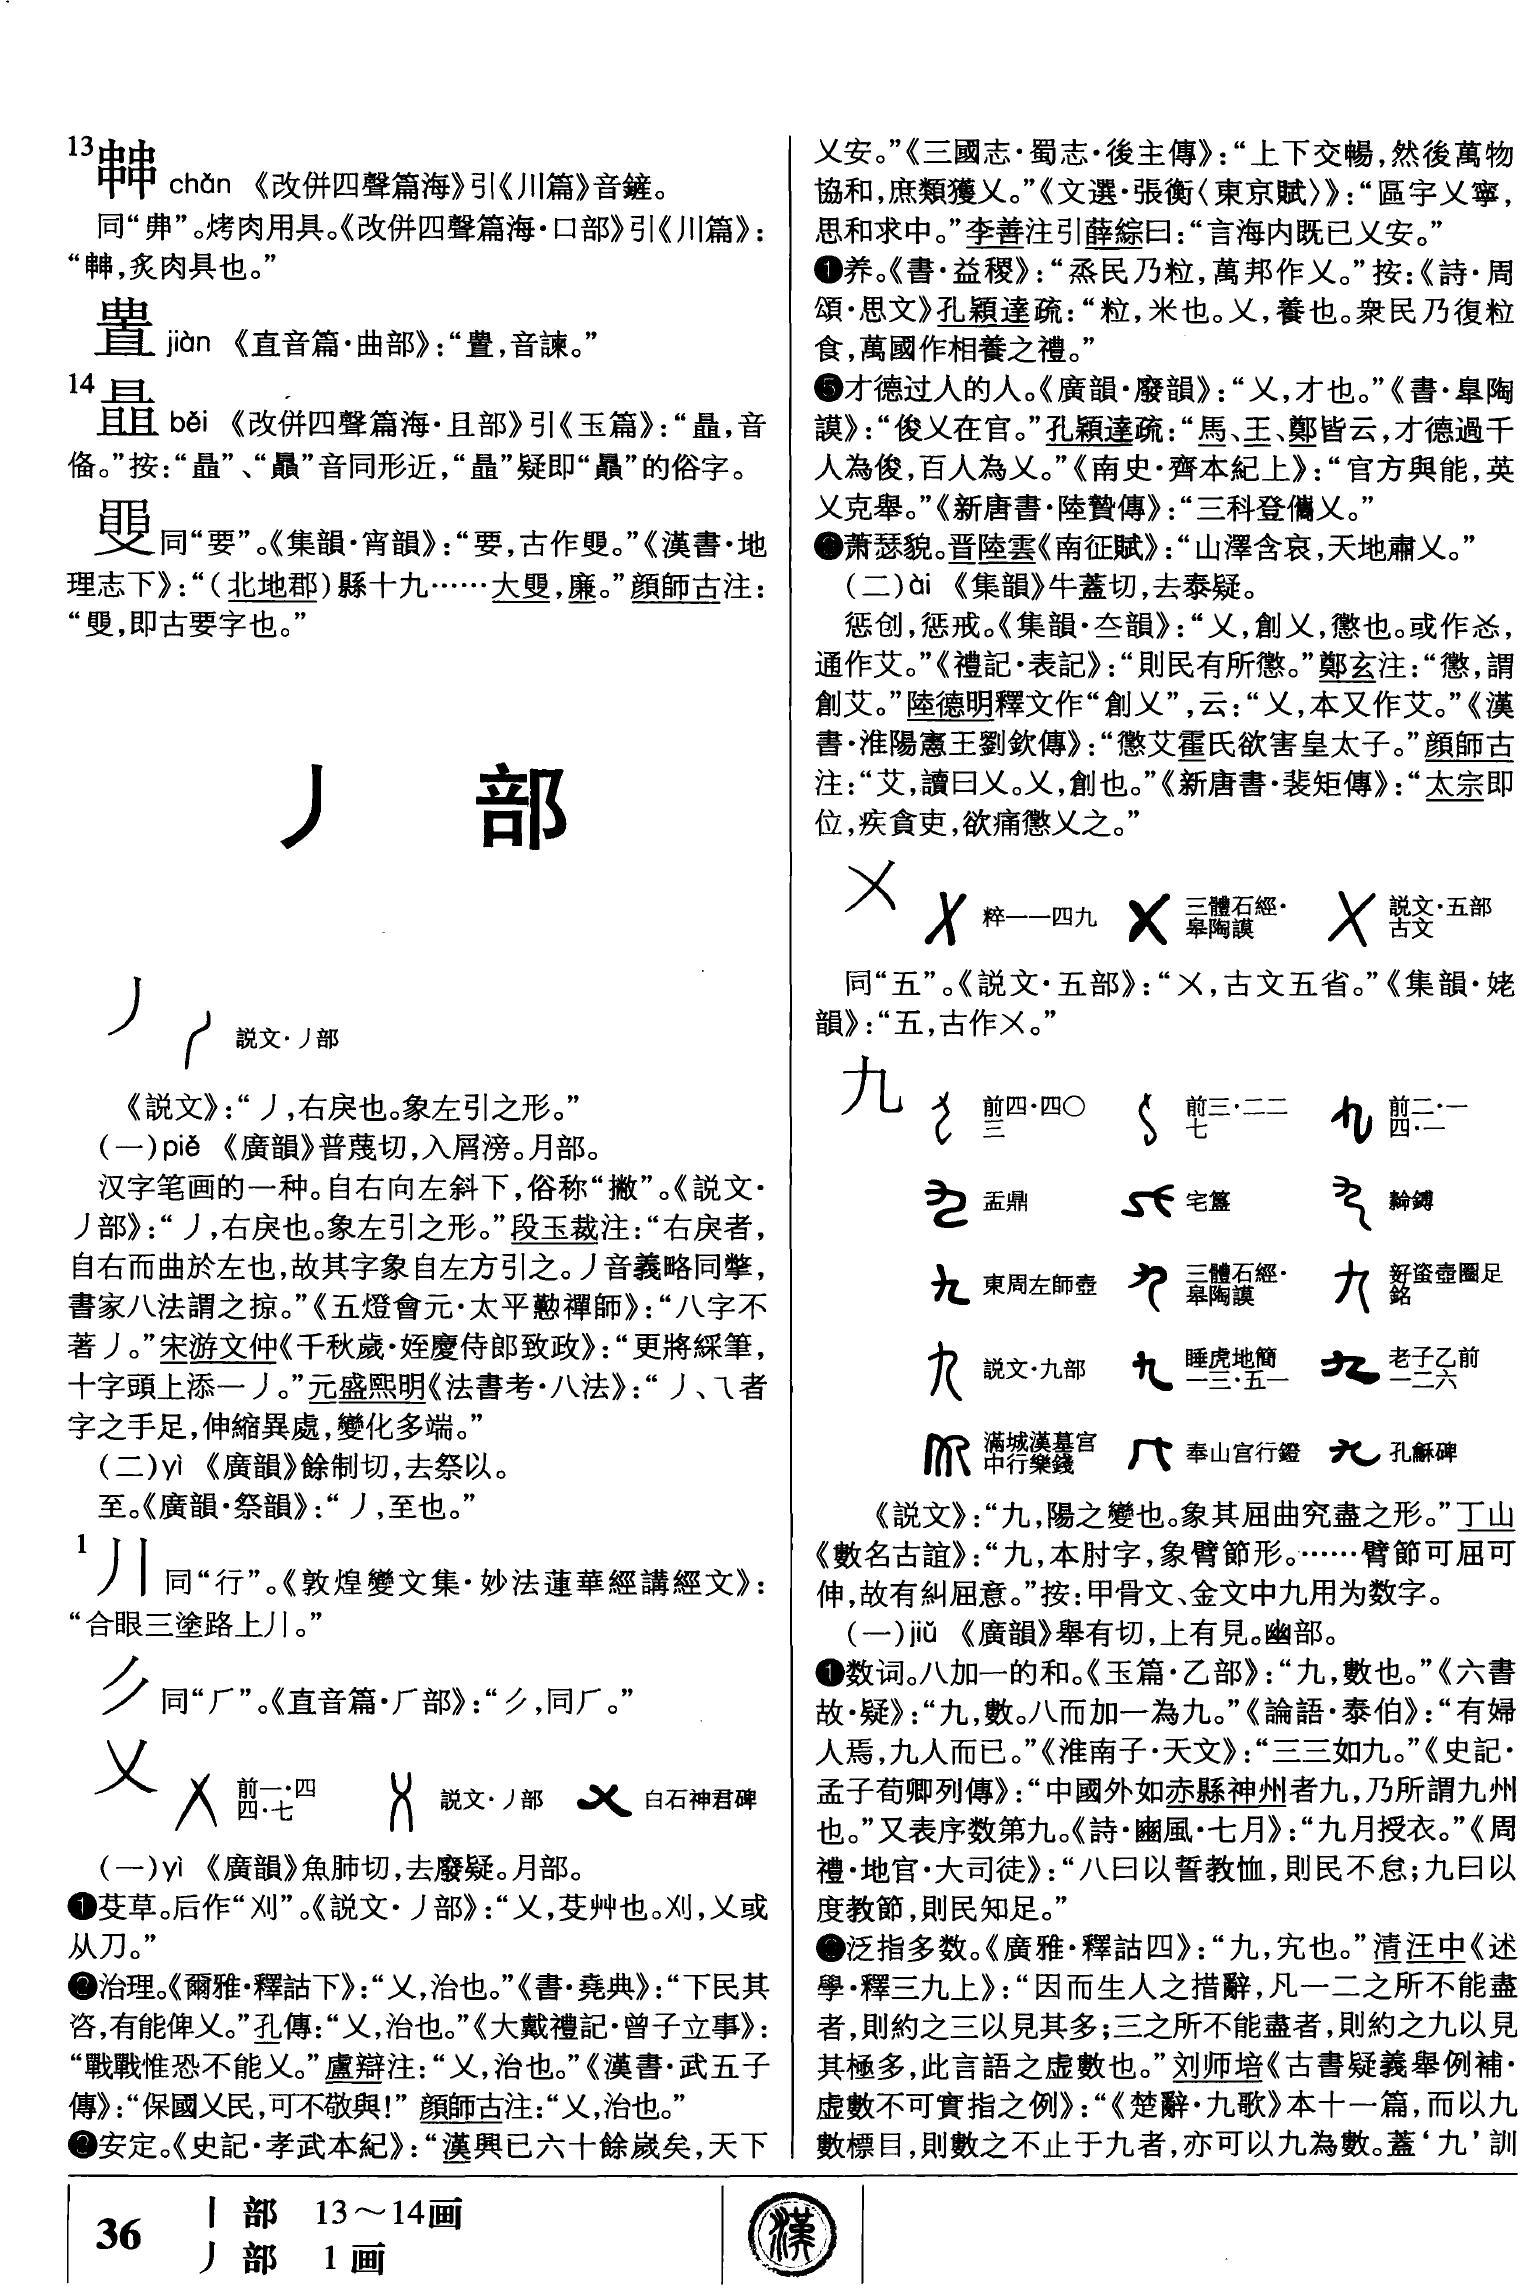 13
chǎn 《改併四聲篇海》引《川篇》音鏟。
同“弗”。烤肉用具。《改併四聲篇海·口部》引《川篇》：
，炙肉具也。”
jiàn 《直音篇·曲部》：“，音諫。”
14
běi 《改併四聲篇海·且部》引《玉篇》：“，音
俻。”按：“”、“”音同形近，“”疑即“”的俗字。
㚻同“要”。《集韻·宵韻》：“要，古作。”《漢書·地
理志下》：“（北地郡）縣十九……大，廉。”顔師古注：
“，即古要字也。”
丿 部
丿 説文·丿部
《説文》：“丿，右戾也。象左引之形。”
（一）piě 《廣韻》普蔑切，入屑滂。月部。
汉字笔画的一种。自右向左斜下，俗称“撇”。《説文·
丿部》：“丿，右戾也。象左引之形。”段玉裁注：“右戾者，
自右而曲於左也，故其字象自左方引之。丿音義略同擎，
書家八法謂之掠。”《五燈會元·太平懃禪師》：“八字不
著丿。”宋游文仲《千秋歲·姪慶侍郎致政》：“更將綵筆，
十字頭上添一丿。”元盛熙明《法書考·八法》：“丿、乁者
字之手足，伸縮異處，變化多端。”
（二）yì 《廣韻》餘制切，去祭以。
至。《廣韻·祭韻》：“丿，至也。”
1
同“行”。《敦煌變文集·妙法蓮華經講經文》：
“合眼三塗路上。”
同“厂”。《直音篇·厂部》：“，同厂。”
乂 前一·四四·七 説文·丿部 白石神君碑
（一）yì 《廣韻》魚肺切，去廢疑。月部。
❶芟草。后作“刈”。《説文·丿部》：“乂，芟艸也。刈，乂或
从刀。”
❷治理。《爾雅·釋詁下》：“乂，治也。”《書·堯典》：“下民其
咨，有能俾乂。”孔傳：“乂，治也。”《大戴禮記·曾子立事》：
“戰戰惟恐不能乂。”盧辯注：“乂，治也。”《漢書·武五子
傳》：“保國乂民，可不敬與！”顔師古注：“乂，治也。”
❸安定。《史記·孝武本紀》：“漢興已六十餘嵗矣，天下
乂安。”《三國志·蜀志·後主傳》：“上下交暢，然後萬物
協和，庶類獲乂。”《文選·張衡〈東京賦〉》：“區宇乂寧，
思和求中。”李善注引薛綜曰：“言海内既已乂安。”
❶养。《書·益稷》：“烝民乃粒，萬邦作乂。”按：《詩·周
頌·思文》孔穎達疏：“粒，米也。乂，養也。衆民乃復粒
食，萬國作相養之禮。”
❺才德过人的人。《廣韻·廢韻》：“乂，才也。”《書·皋陶
謨》：“俊乂在官。”孔穎達疏：“馬、王、鄭皆云，才德過千
人為俊，百人為乂。”《南史·齊本紀上》：“官方與能，英
乂克舉。”《新唐書·陸贄傳》：“三科登儁乂。”
❻萧瑟貌。晋陸雲《南征賦》：“山澤含哀，天地肅乂。”
（二）ài 《集韻》牛蓋切，去泰疑。
惩创，惩戒。《集韻·夳韻》：“乂，創乂，懲也。或作忩，
通作艾。”《禮記·表記》：“則民有所懲。”鄭玄注：“懲，謂
創艾。”陸德明釋文作“創乂”，云：“乂，本又作艾。”《漢
書·淮陽憲王劉欽傳》：“懲艾霍氏欲害皇太子。”顔師古
注：“艾，讀曰乂。乂，創也。”《新唐書·裴矩傳》：“太宗即
位，疾貪吏，欲痛懲乂之。”
㐅 粹一一四九 三體石經·皋陶謨 説文·五部古文
同“五”。《説文·五部》：“㐅，古文五省。”《集韻·姥
韻》：“五，古作㐅。”
九 前四·四〇三 前三·二二七 前二·一四·一
盂鼎 宅簋 鎛
東周左師壺 三體石經·皋陶謨 好蚉壺圈足銘
説文·九部 睡虎地簡一三·五一 老子乙前一二六
滿城漢墓宫中行樂錢 奉山宫行鐙 孔龢碑
《説文》：“九，陽之變也。象其屈曲究盡之形。”丁山
《數名古誼》：“九，本肘字，象臂節形。……臂節可屈可
伸，故有糾屈意。”按：甲骨文、金文中九用为数字。
（一）jiǔ 《廣韻》舉有切，上有見。幽部。
❶数词。八加一的和。《玉篇·乙部》：“九，數也。”《六書
故·疑》：“九，數。八而加一為九。”《論語·泰伯》：“有婦
人焉，九人而已。”《淮南子·天文》：“三三如九。”《史記·
孟子荀卿列傳》：“中國外如赤縣神州者九，乃所謂九州
也。”又表序数第九。《詩·豳風·七月》：“九月授衣。”《周
禮·地官·大司徒》：“八曰以誓教恤，則民不怠；九曰以
度教節，則民知足。”
❷泛指多数。《廣雅·釋詁四》：“九，宄也。”清汪中《述
學·釋三九上》：“因而生人之措辭，凡一二之所不能盡
者，則約之三以見其多；三之所不能盡者，則約之九以見
其極多，此言語之虚數也。”刘师培《古書疑義舉例補·
虚數不可實指之例》：“《楚辭·九歌》本十一篇，而以九
數標目，則數之不止于九者，亦可以九為數。蓋‘九’訓
36
丨 部 13～14画
丿 部 1画
漢